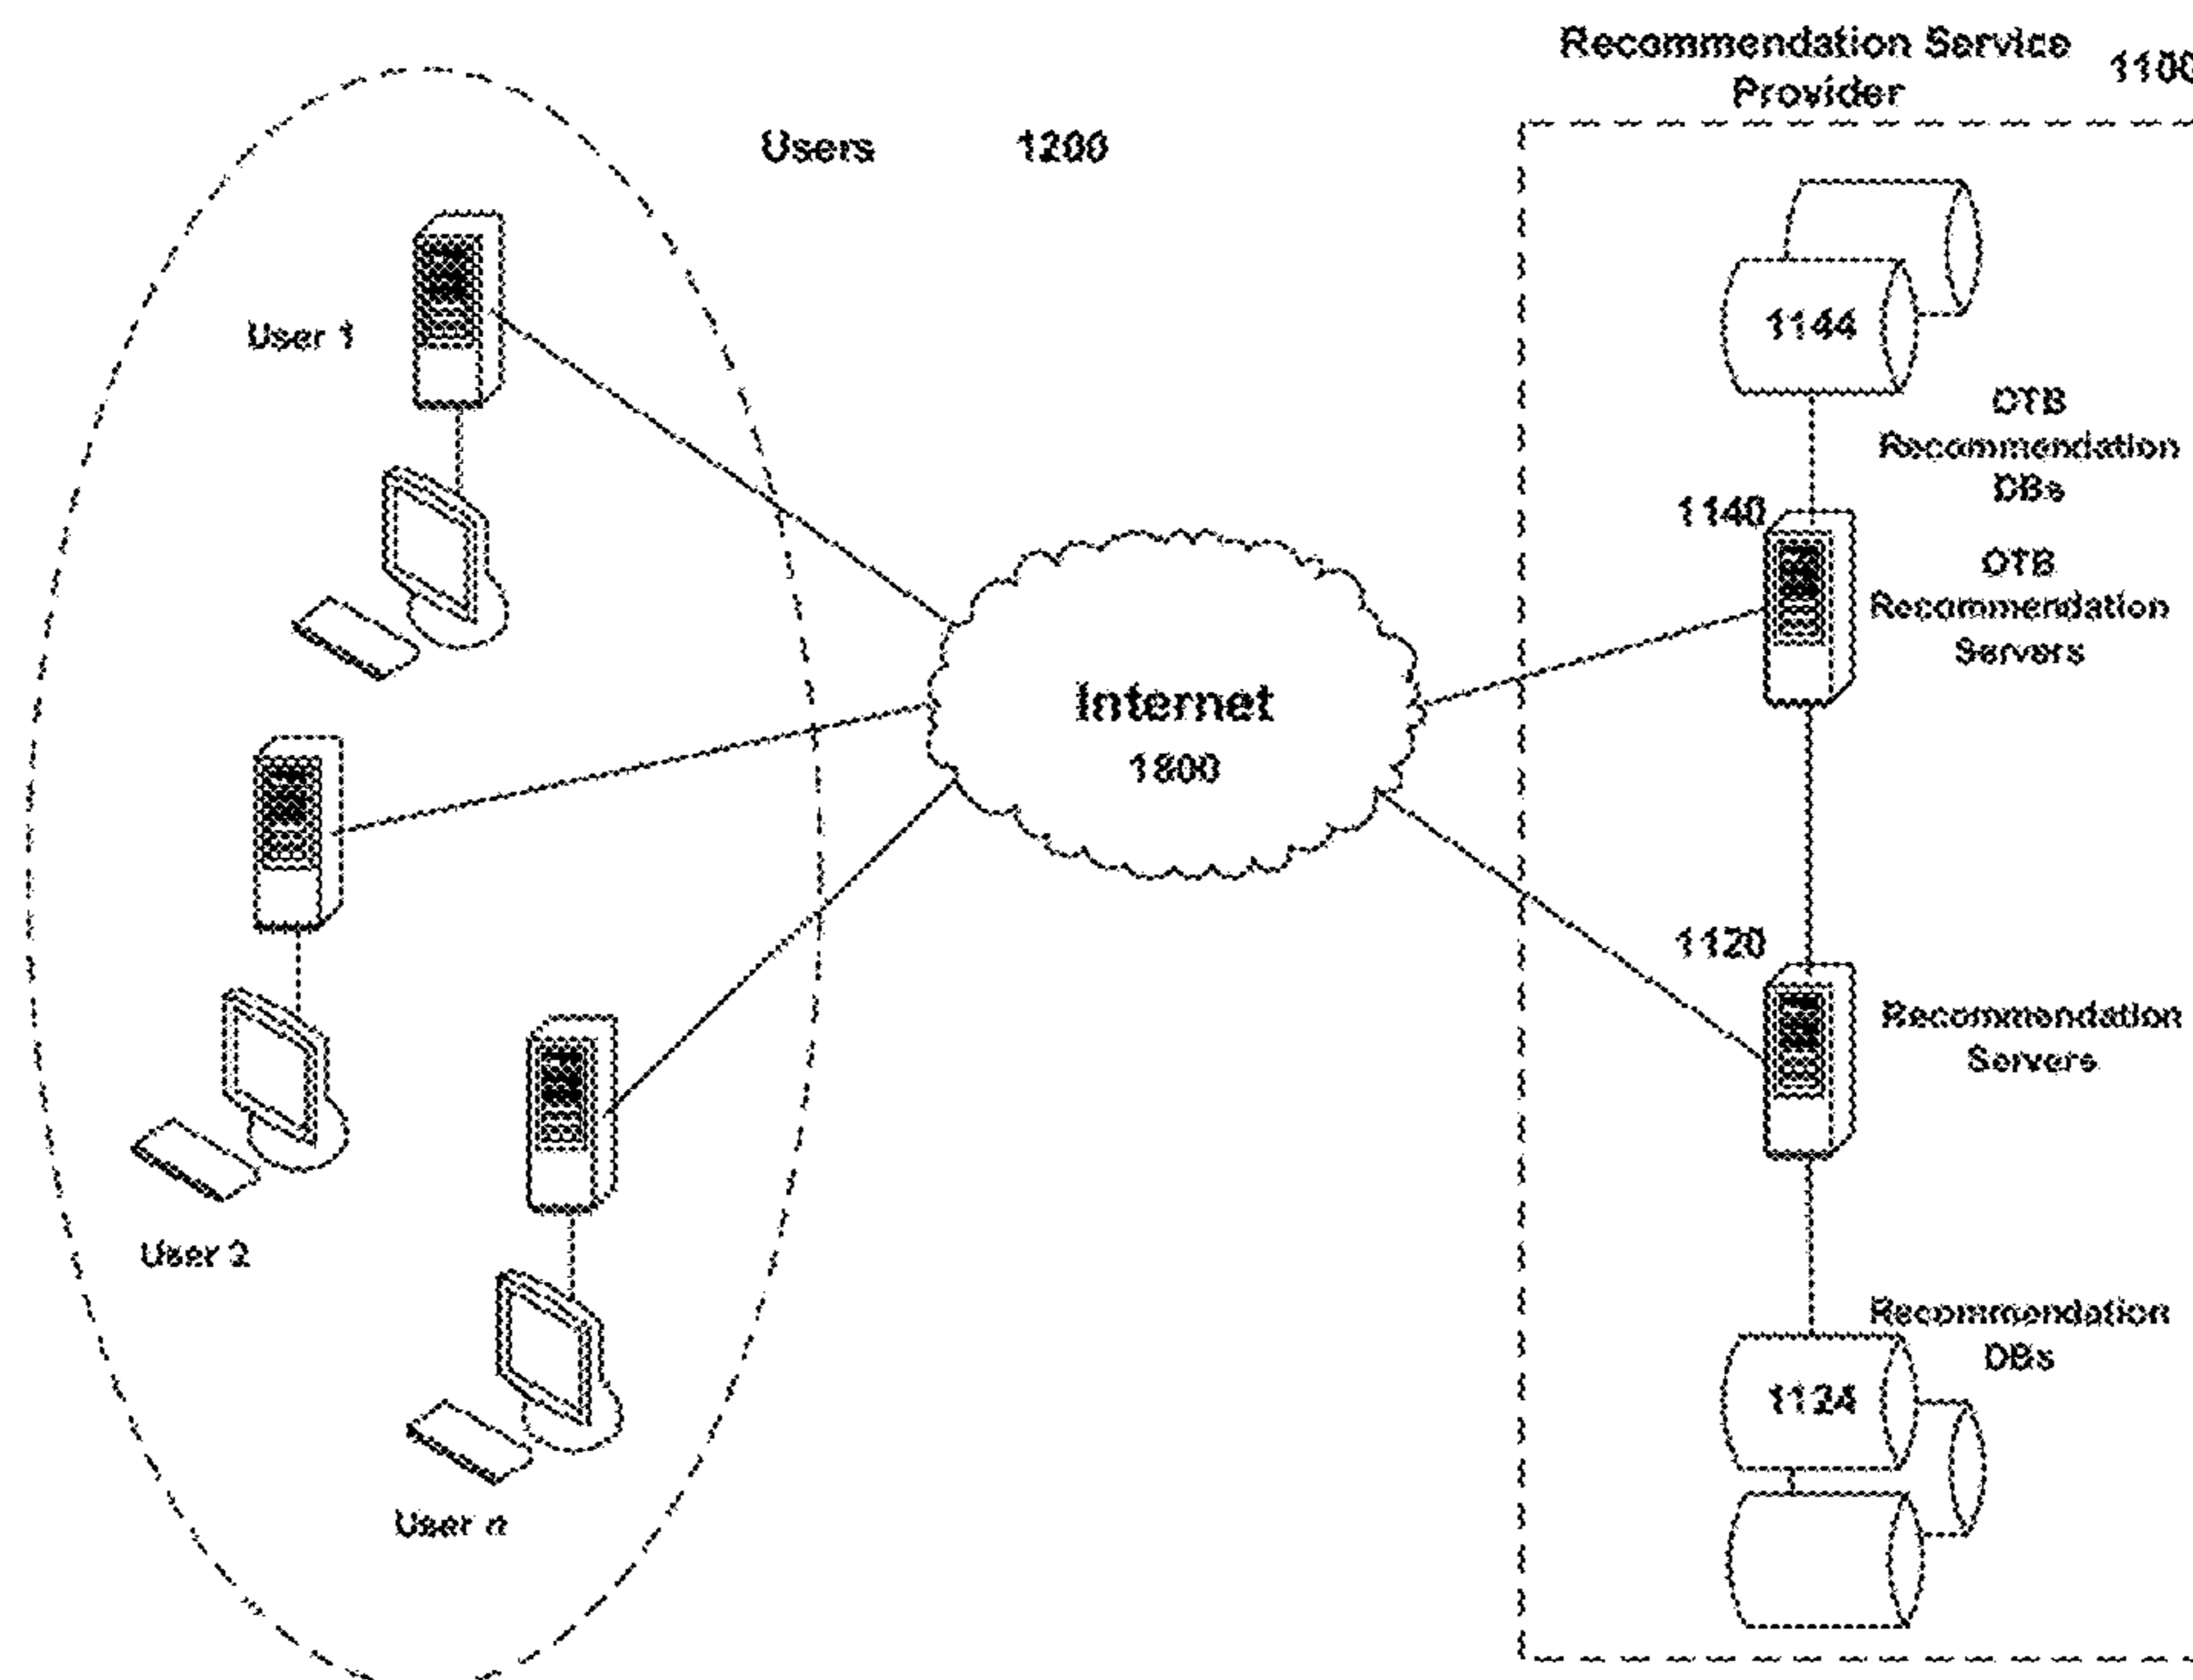 Recommendation Service
Provider
1100
Users 1200
User 1
1144
OTB
Recommendation
DBs
1140
OTB
Recommendation
Servers
Internet
1800
1120
Recommendation
Servers
User 2
Recommendation
DBs
1124
User n